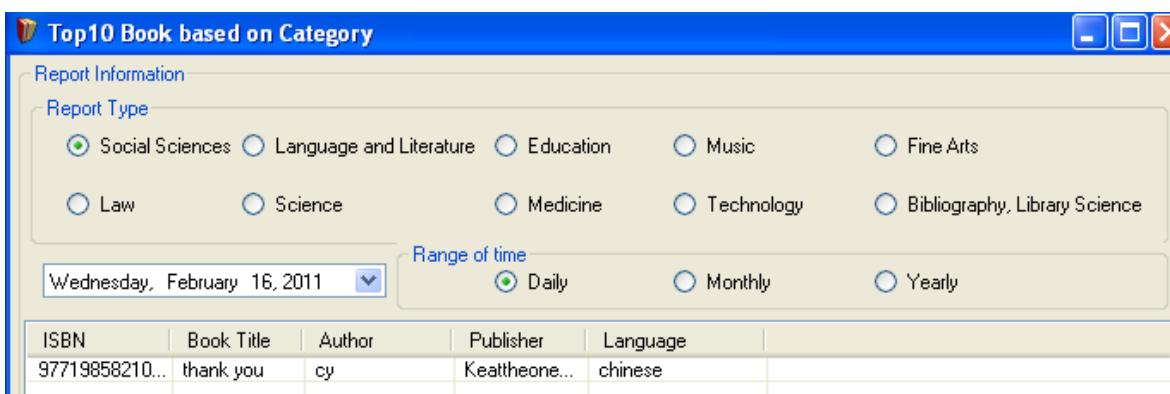 Top10 Book based on Category
Report Information
Report Type
Social Sciences Language and Literature Education Music Fine Arts
Law Science Medicine Technology Bibliography, Library Science
Range of time
Wednesday, February 16, 2011 Daily Monthly Yearly
ISBN Book Title Author Publisher Language
97719858210... thank you cy Keattheone... chinese